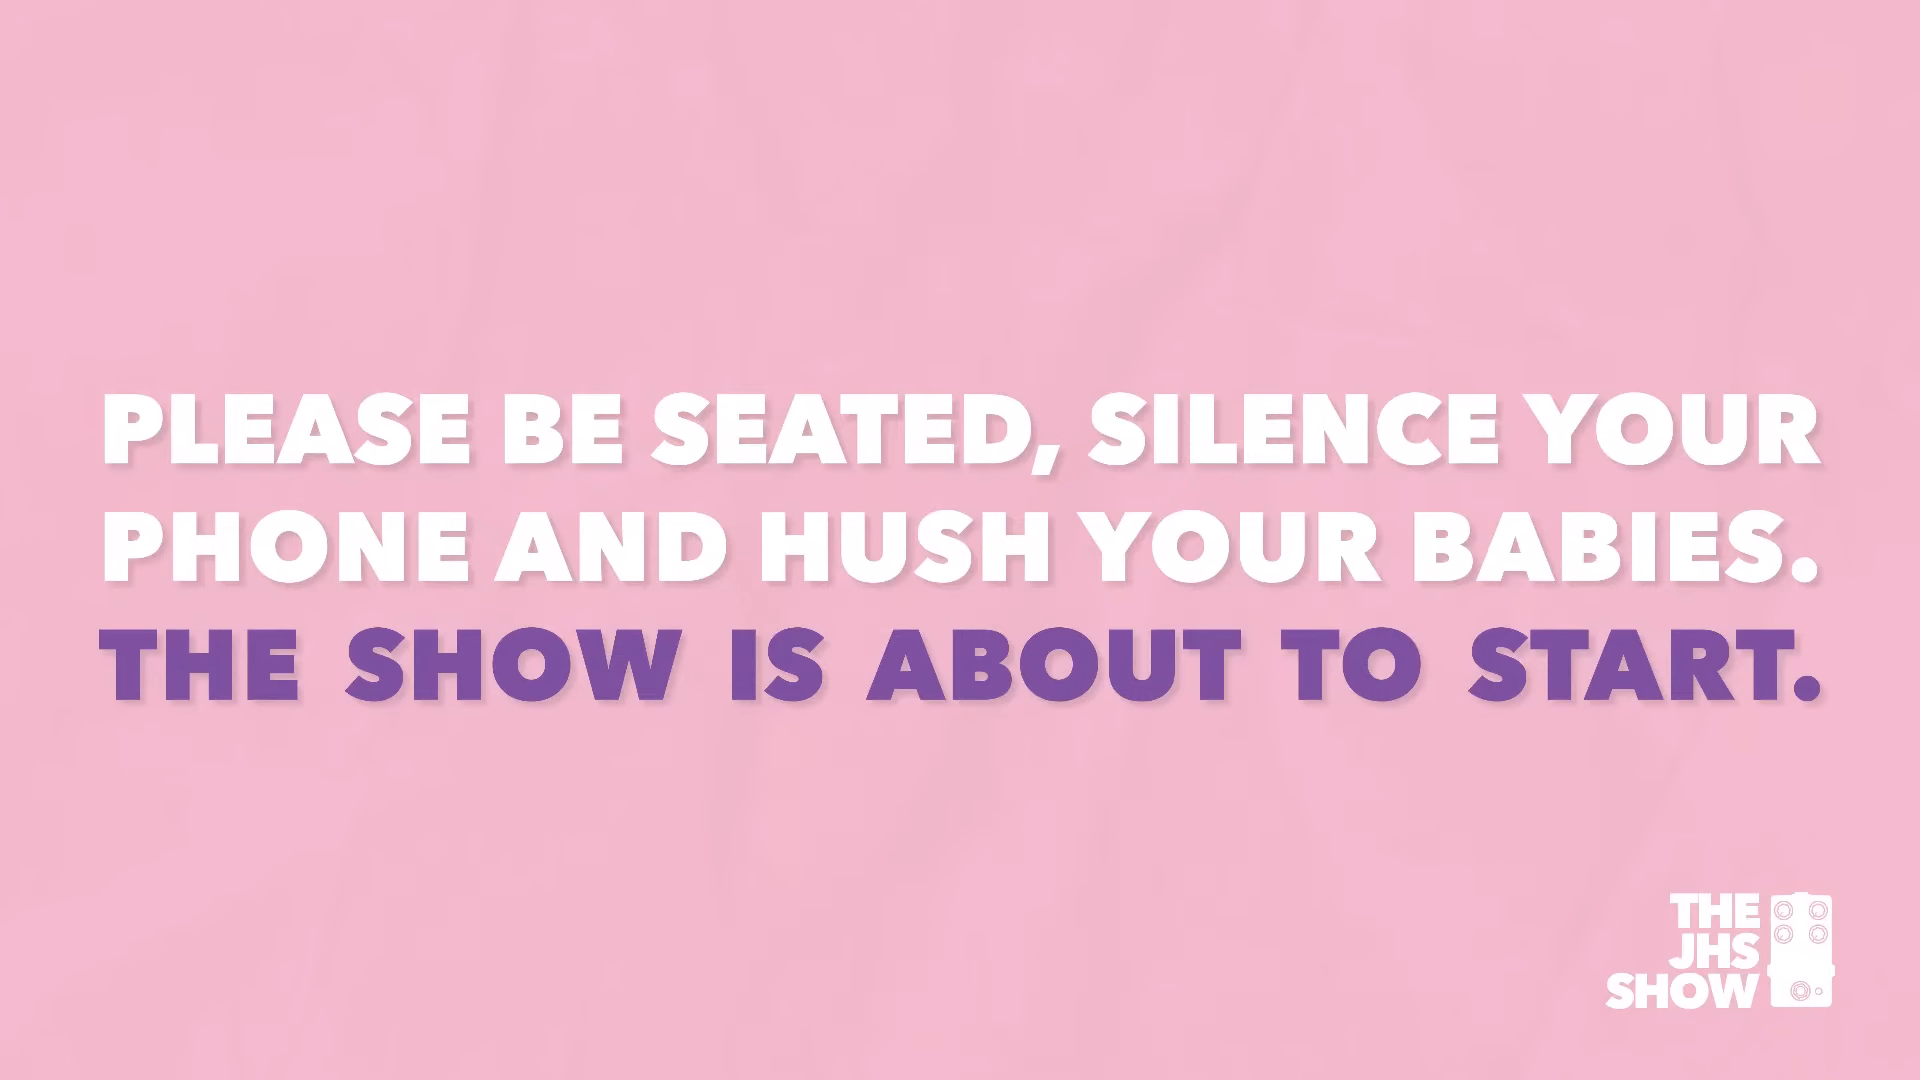 PLEASE BE SEATED, SILENCE YOUR
PHONE AND HUSH YOUR BABIES.
THE SHOW IS ABOUT TO START.
THE
JHS
SHOW